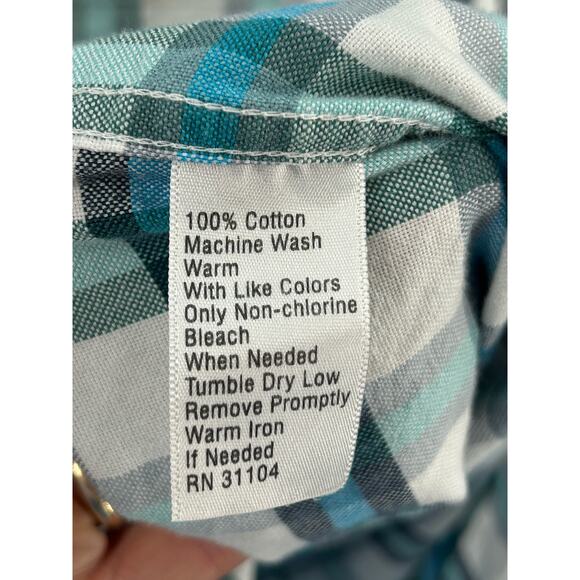 100% Cotton
Machine Wash
Warm
With Like Colors
Only Non-chlorine
Bleach
When Needed
Tumble Dry Low
Remove Promptly
Warm Iron
If Needed
RN 31104